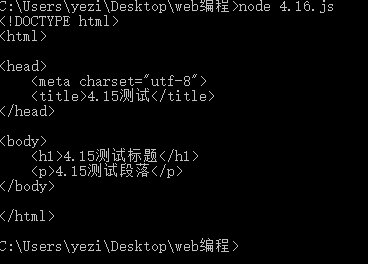 C:\Users\yezi\Desktop\web编程>node 4.16.js
<!DOCTYPE html>
<html>
<head>
    <meta charset="utf-8">
    <title>4.15测试</title>
</head>
<body>
    <h1>4.15测试标题</h1>
    <p>4.15测试段落</p>
</body>
</html>
C:\Users\yezi\Desktop\web编程>